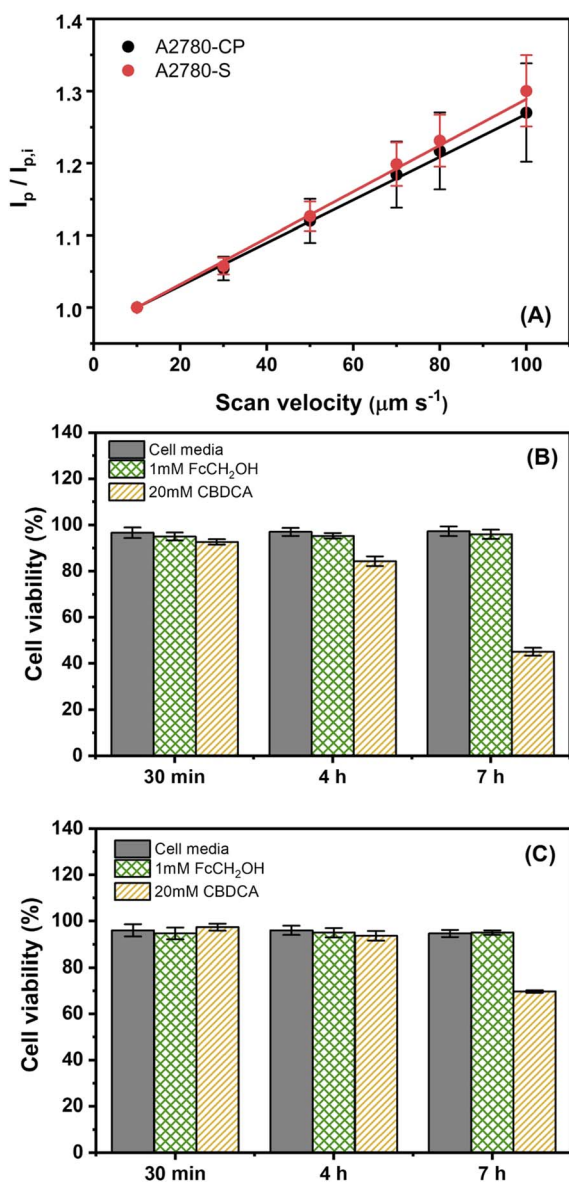 1.4
A2780-CP
A2780-S
1.3
1.2
1.1
1.0
Iₚ / Iₚ,ᵢ
(A)
0 20 40 60 80 100
Scan velocity (μm s⁻¹)
140
Cell media
(B)
1mM FcCH₂OH
120
20mM CBDCA
100
80
60
40
20
0
Cell viability (%)
30 min 4 h 7 h
140
Cell media
(C)
1mM FcCH₂OH
120
20mM CBDCA
100
80
60
40
20
0
Cell viability (%)
30 min 4 h 7 h